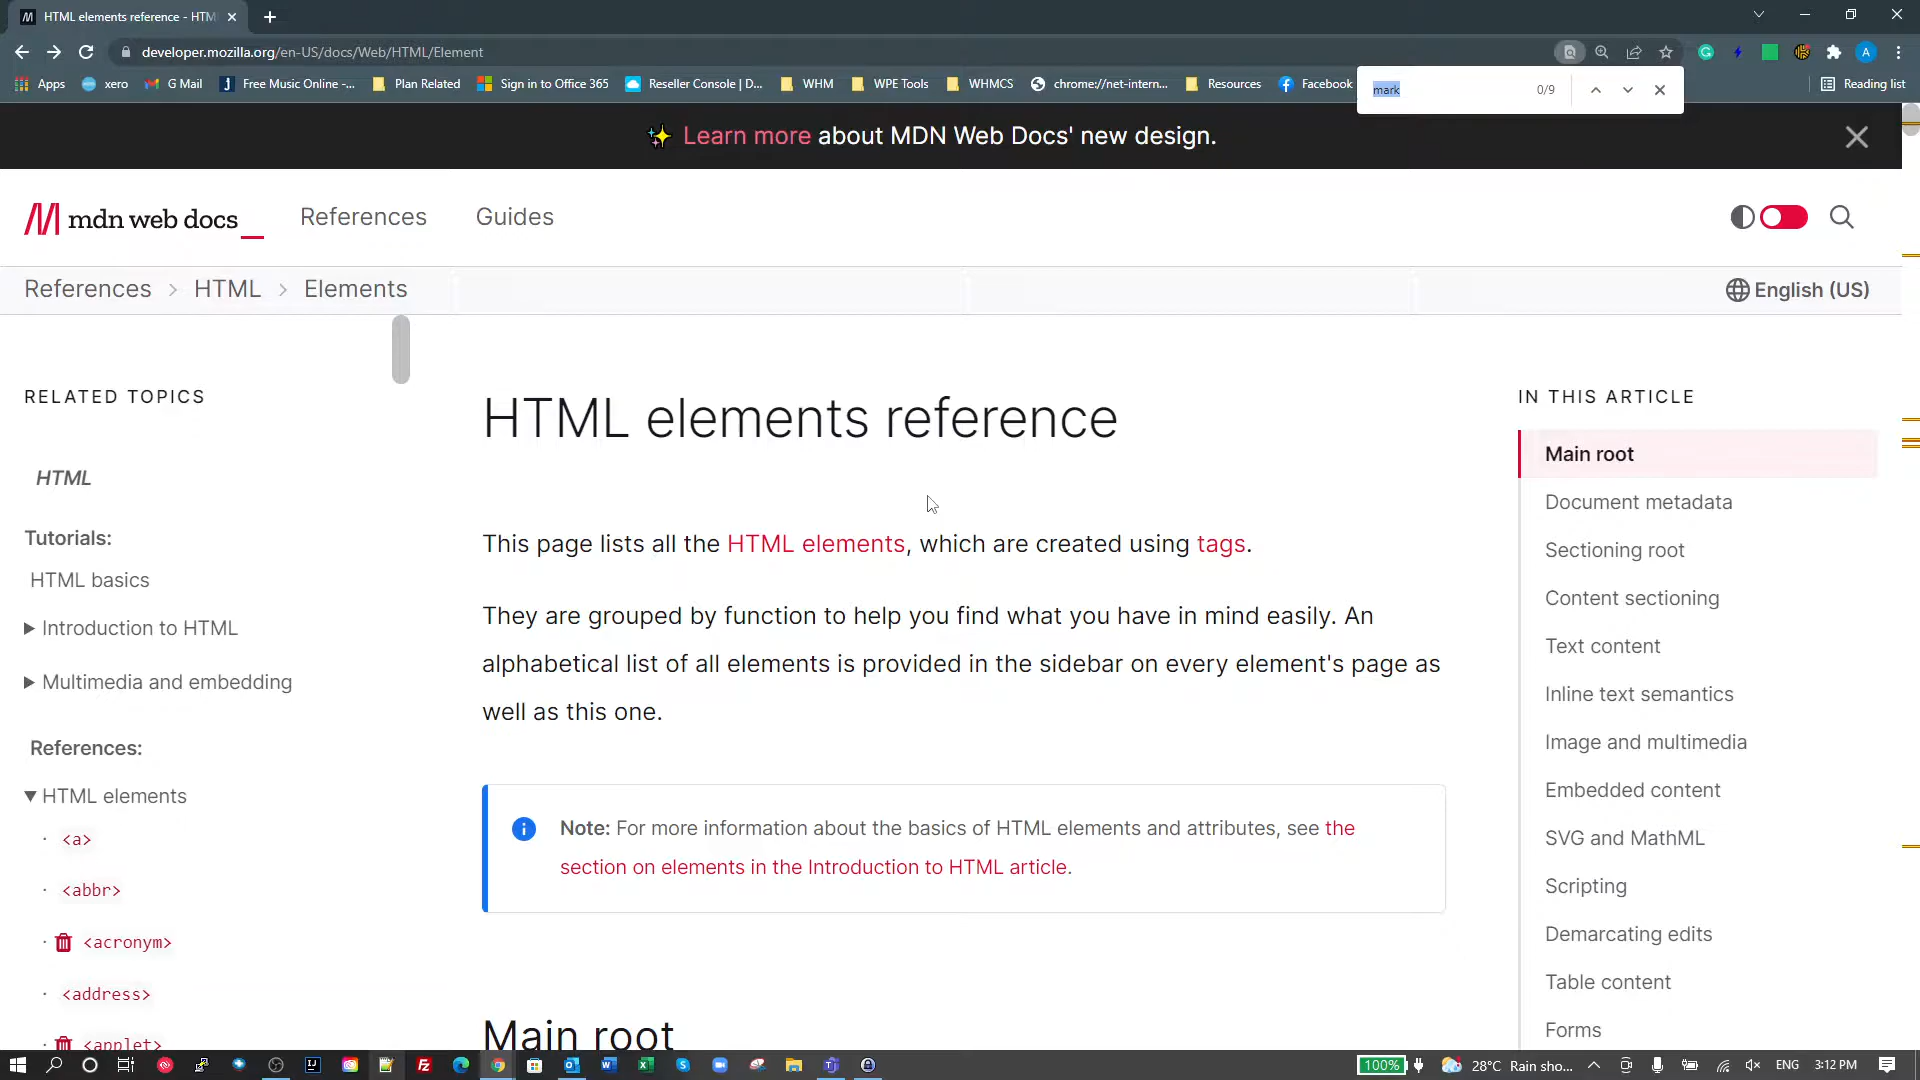 HTML elements reference - HTM
developer.mozilla.org/en-US/docs/Web/HTML/Element
Apps
xero
G Mail
Free Music Online -...
Plan Related
Sign in to Office 365
Reseller Console | D...
WHM
WPE Tools
WHMCS
chrome://net-intern...
Resources
Facebook
Reading list
A
mark
0/9
Learn more about MDN Web Docs' new design.
mdn web docs_
References
Guides
References > HTML > Elements
English (US)
RELATED TOPICS
HTML
Tutorials:
HTML basics
Introduction to HTML
Multimedia and embedding
References:
HTML elements
<a>
<abbr>
<acronym>
<address>
<applet>
HTML elements reference
This page lists all the HTML elements, which are created using tags.
They are grouped by function to help you find what you have in mind easily. An
alphabetical list of all elements is provided in the sidebar on every element's page as
well as this one.
Note: For more information about the basics of HTML elements and attributes, see the
section on elements in the Introduction to HTML article.
Main root
IN THIS ARTICLE
Main root
Document metadata
Sectioning root
Content sectioning
Text content
Inline text semantics
Image and multimedia
Embedded content
SVG and MathML
Scripting
Demarcating edits
Table content
Forms
100%
28°C Rain sho...
ENG
3:12 PM